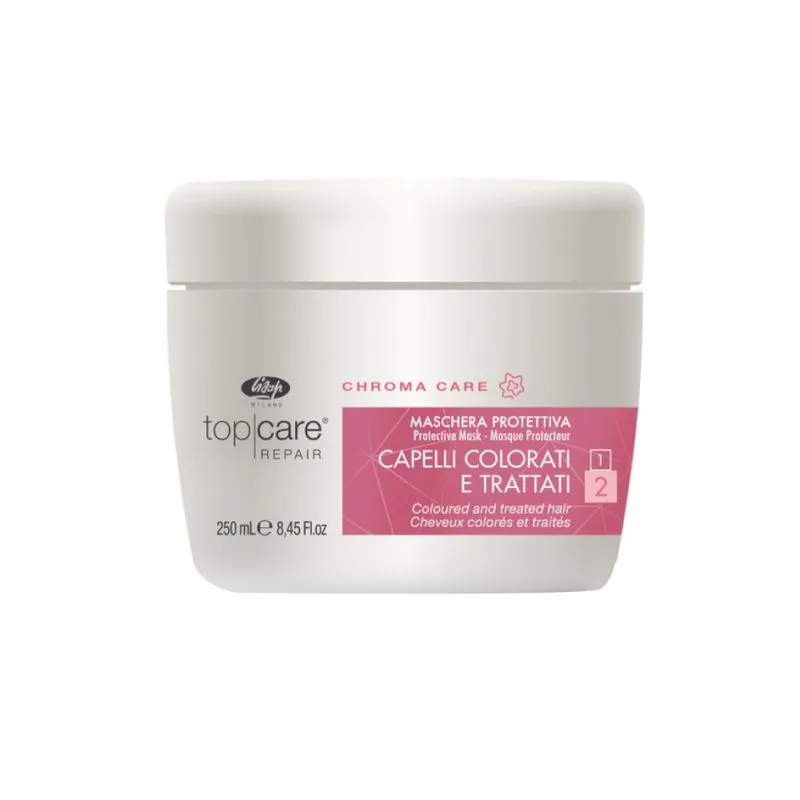 lisap
MILANO
top|care®
REPAIR
250 mL ℮ 8,45 Fl.oz
CHROMA CARE
MASCHERA PROTETTIVA
Protective Mask - Masque Protecteur
CAPELLI COLORATI
E TRATTATI
1
2
Coloured and treated hair
Cheveux colorés et traités